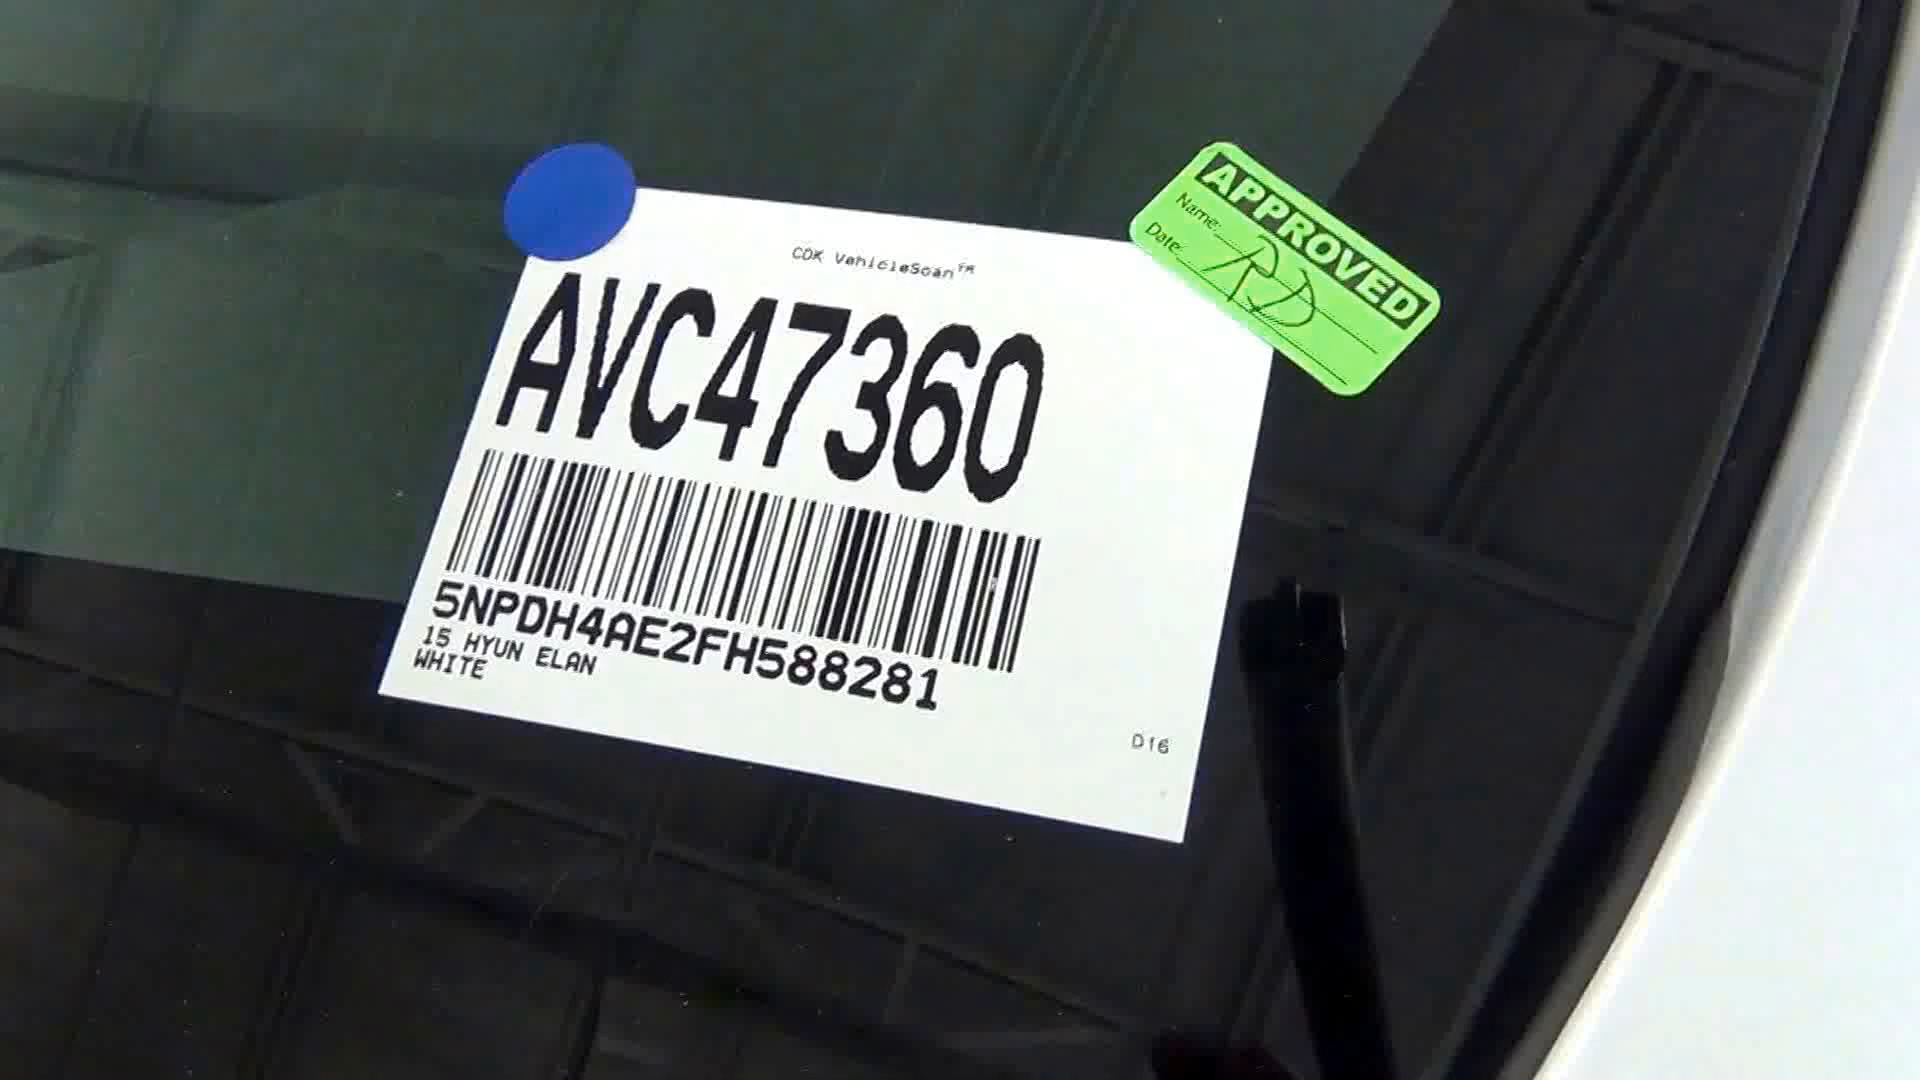 CDK VehicleScan™
AVC47360
5NPDH4AE2FH588281
15 HYUN ELAN
WHITE
D16
APPROVED
Name:
Date: